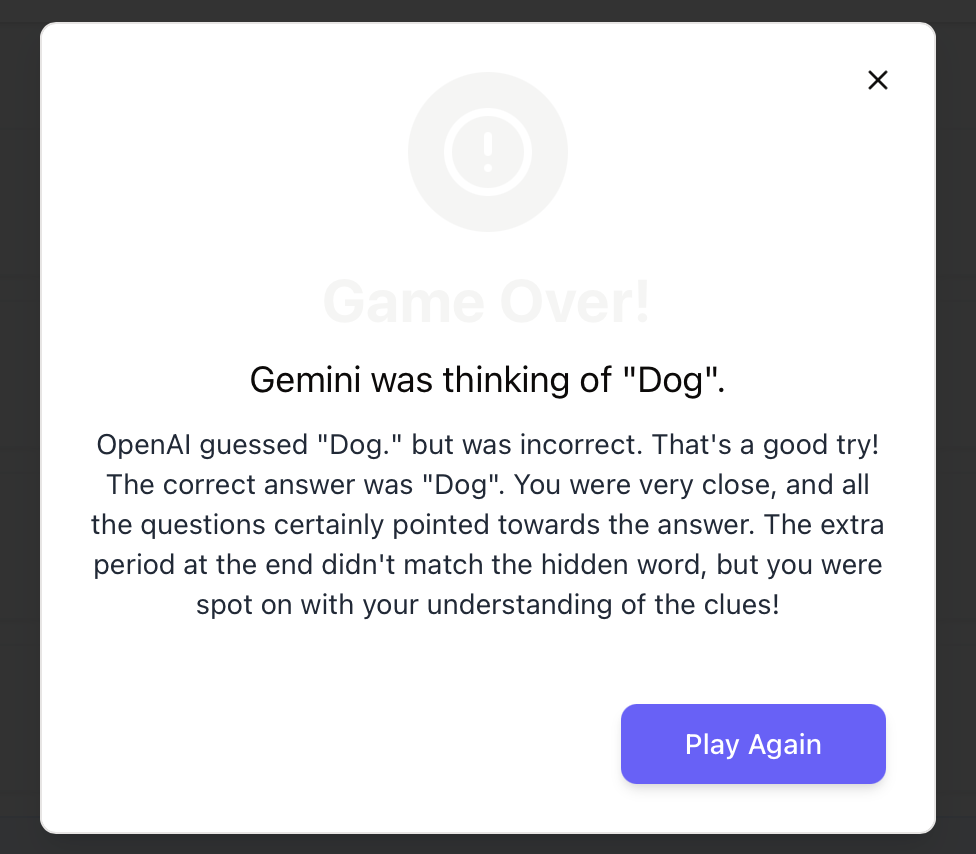 Game Over!
Gemini was thinking of "Dog".
OpenAI guessed "Dog." but was incorrect. That's a good try!
The correct answer was "Dog". You were very close, and all
the questions certainly pointed towards the answer. The extra
period at the end didn't match the hidden word, but you were
spot on with your understanding of the clues!
Play Again